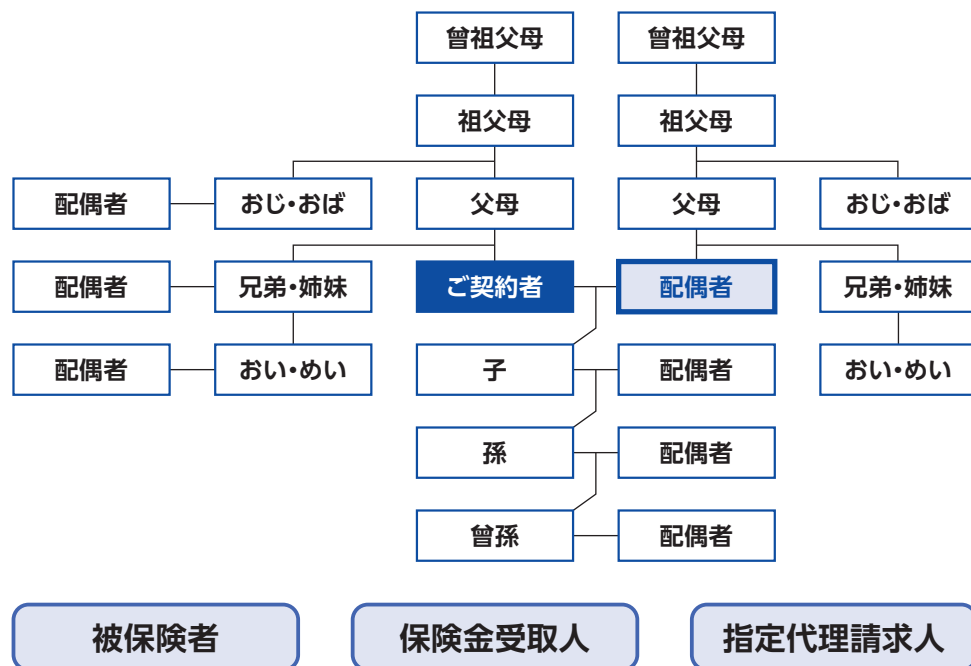 曾祖父母 曾祖父母
祖父母 祖父母
配偶者 おじ・おば 父母 父母 おじ・おば
配偶者 兄弟・姉妹 ご契約者 配偶者 兄弟・姉妹
配偶者 おい・めい 子 配偶者 おい・めい
孫 配偶者
曾孫 配偶者
被保険者 保険金受取人 指定代理請求人